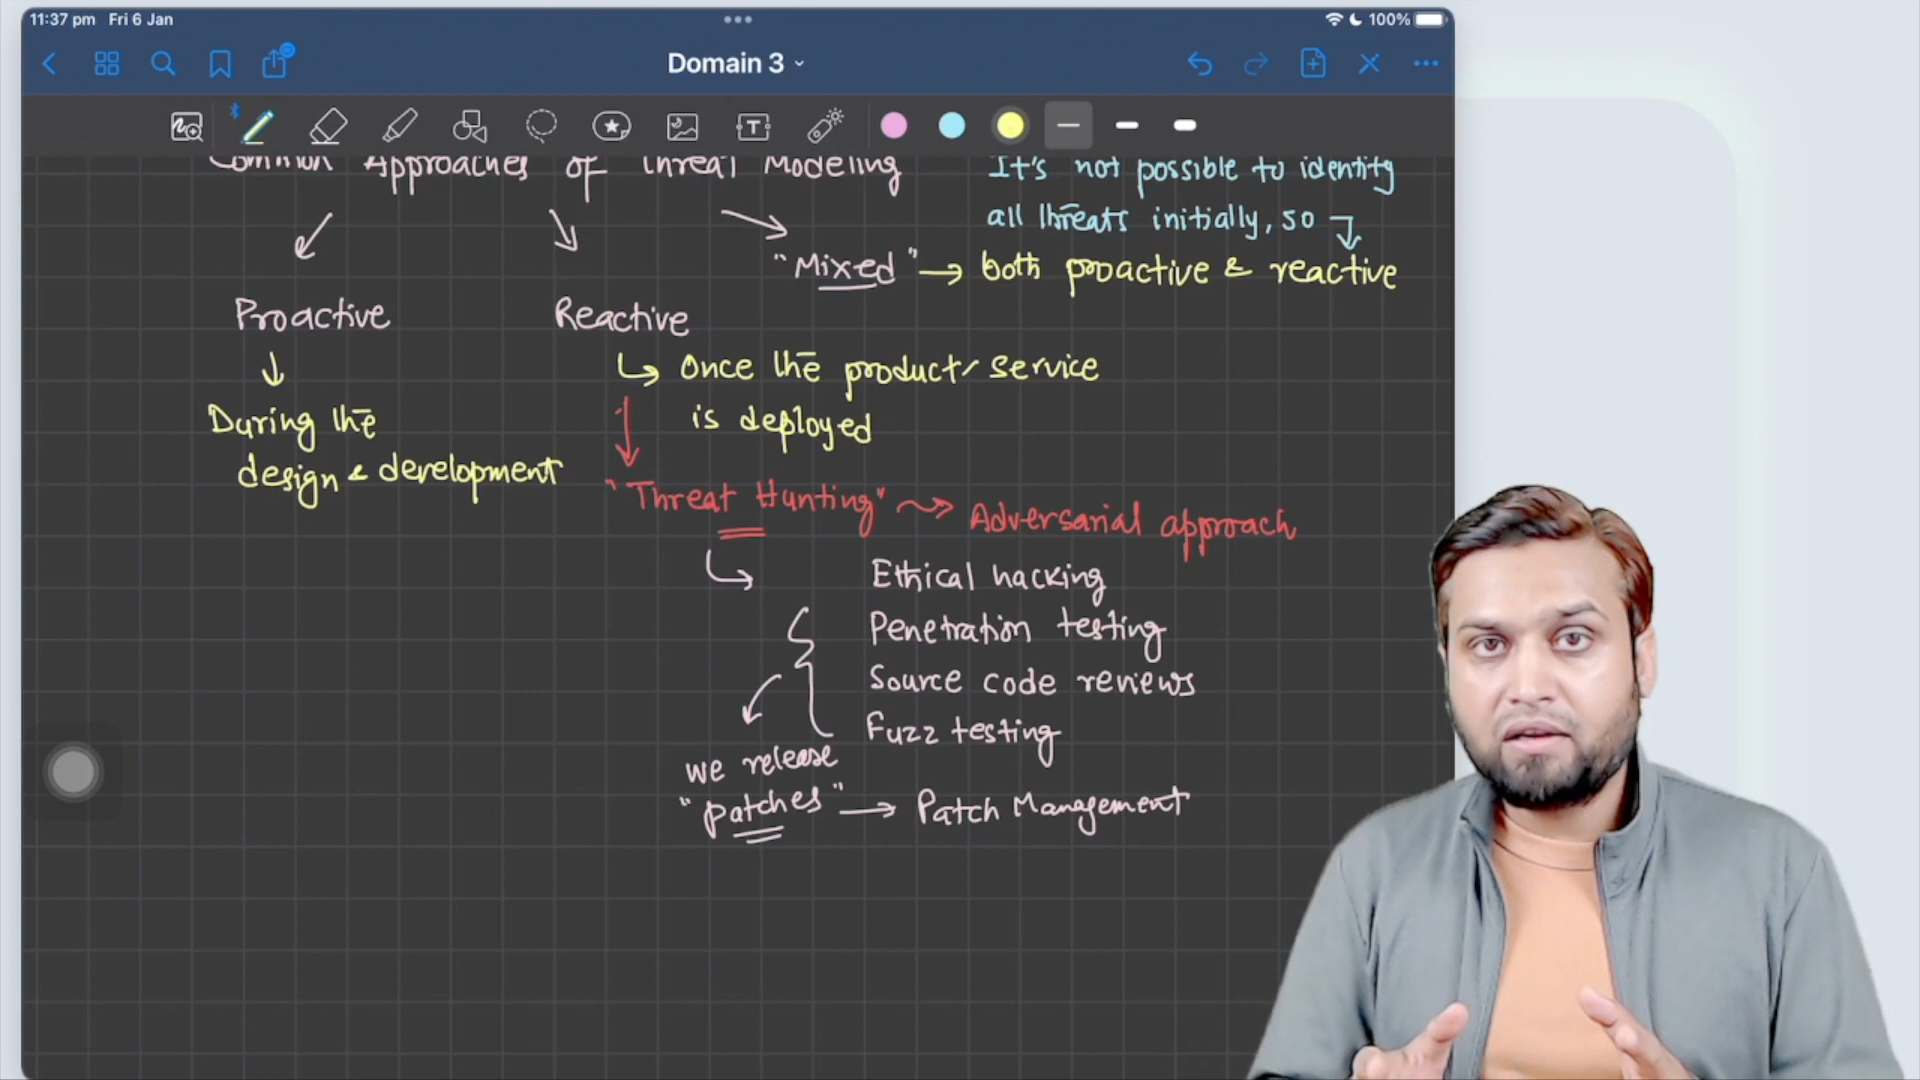 11:37 pm Fri 6 Jan
100%
Domain 3
Common Approaches of Threat Modeling
It's not possible to identity
all threats initially, so
"Mixed" → both proactive & reactive
Proactive
Reactive
Once the product/service
is deployed
During the
design & development
"Threat Hunting" Adversarial approach
Ethical hacking
Penetration testing
Source code reviews
Fuzz testing
we release
"patches" → Patch Management